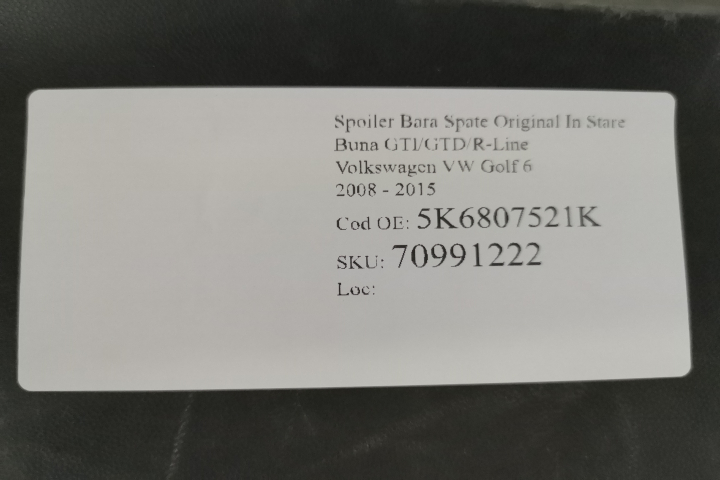 Spoiler Bara Spate Original In Stare
Buna GTI/GTD/R-Line
Volkswagen VW Golf 6
2008 - 2015
Cod OE: 5K6807521K
SKU: 70991222
Loc: